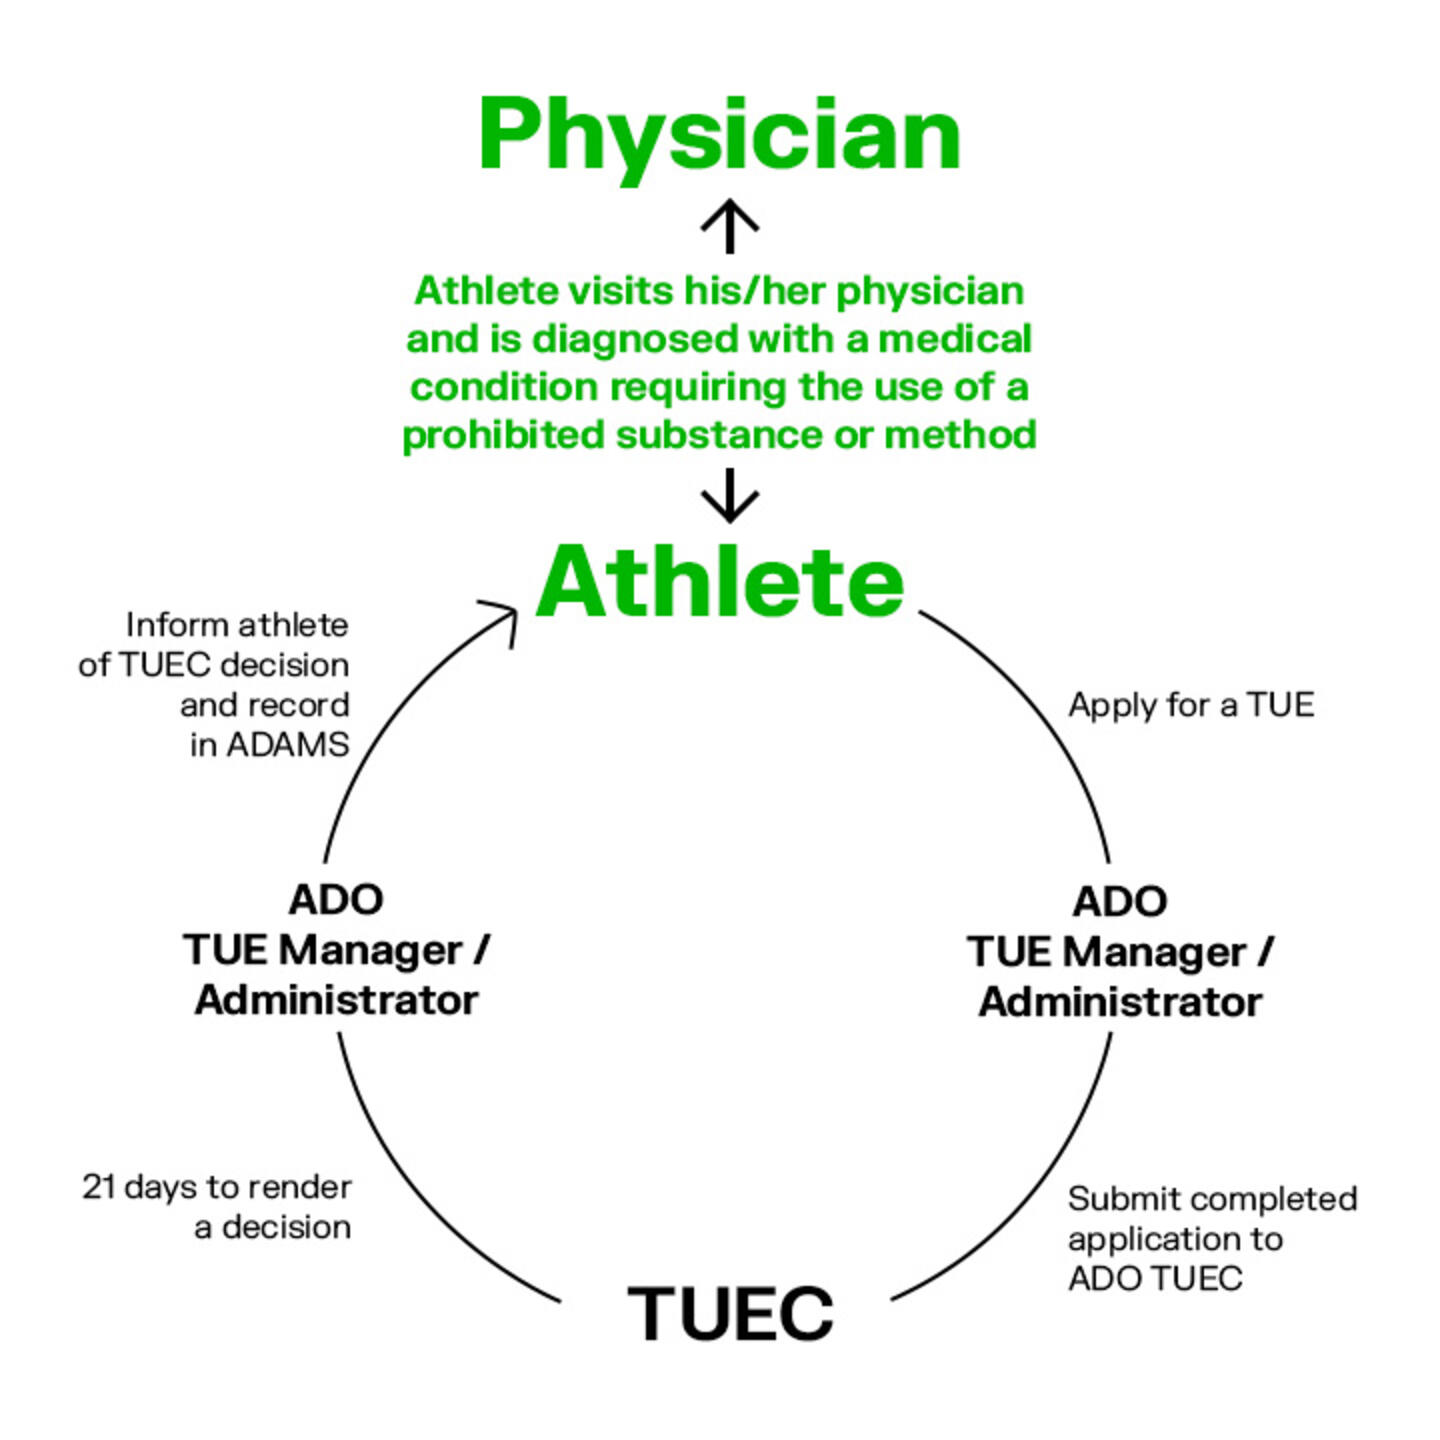 Physician
Athlete visits his/her physician
and is diagnosed with a medical
condition requiring the use of a
prohibited substance or method
Athlete
Apply for a TUE
ADO
TUE Manager /
Administrator
Submit completed
application to
ADO TUEC
TUEC
21 days to render
a decision
ADO
TUE Manager /
Administrator
Inform athlete
of TUEC decision
and record
in ADAMS